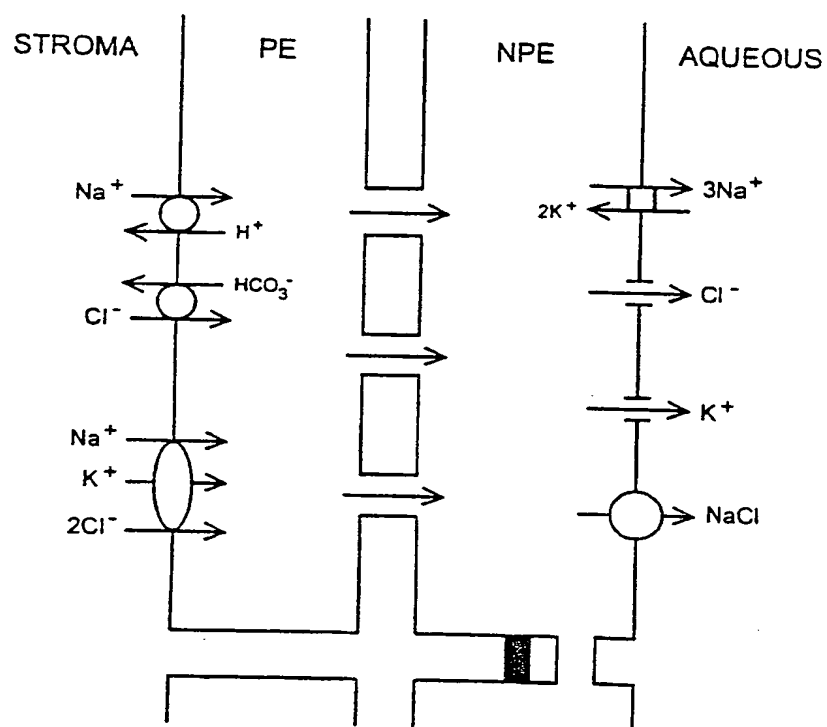 STROMA PE NPE AQUEOUS
Na⁺
H⁺
HCO₃⁻
Cl⁻
Na⁺
K⁺
2Cl⁻
3Na⁺
2K⁺
Cl⁻
K⁺
NaCl